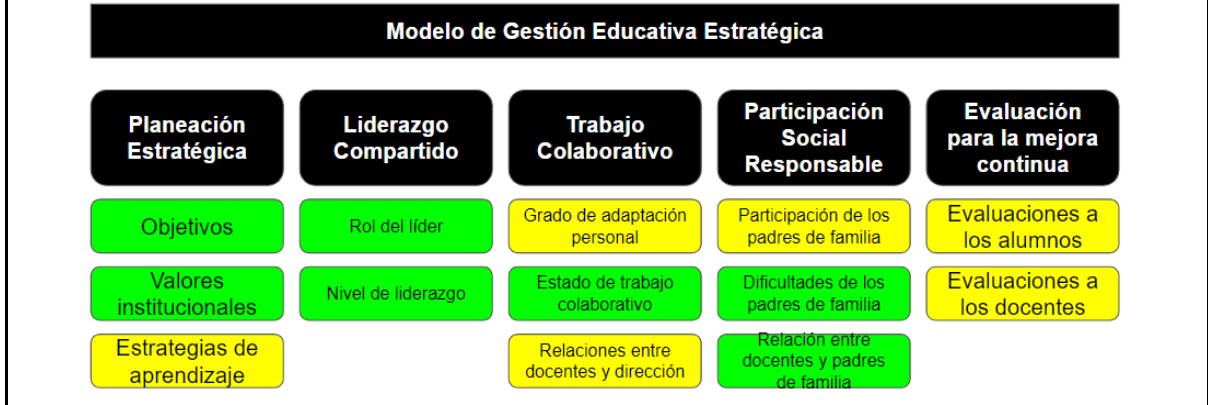 Modelo de Gestión Educativa Estratégica
Planeación
Estratégica
Liderazgo
Compartido
Trabajo
Colaborativo
Participación
Social
Responsable
Evaluación
para la mejora
continua
Objetivos
Rol del líder
Grado de adaptación
personal
Participación de los
padres de familia
Evaluaciones a
los alumnos
Valores
institucionales
Nivel de liderazgo
Estado de trabajo
colaborativo
Dificultades de los
padres de familia
Evaluaciones a
los docentes
Estrategias de
aprendizaje
Relaciones entre
docentes y dirección
Relación entre
docentes y padres
de familia